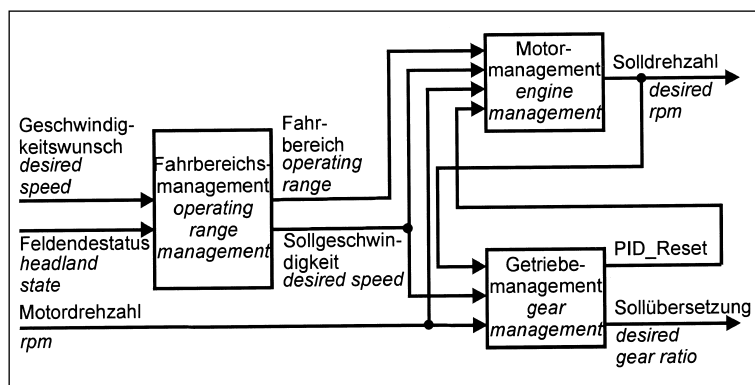 Geschwindig-
keitswunsch
desired
speed
Feldendestatus
headland
state
Motordrehzahl
rpm
Fahrbereichs-
management
operating
range
management
Fahr-
bereich
operating
range
Sollgeschwin-
digkeit
desired speed
Motor-
management
engine
management
Solldrehzahl
desired
rpm
Getriebe-
management
gear
management
PID_Reset
Sollübersetzung
desired
gear ratio